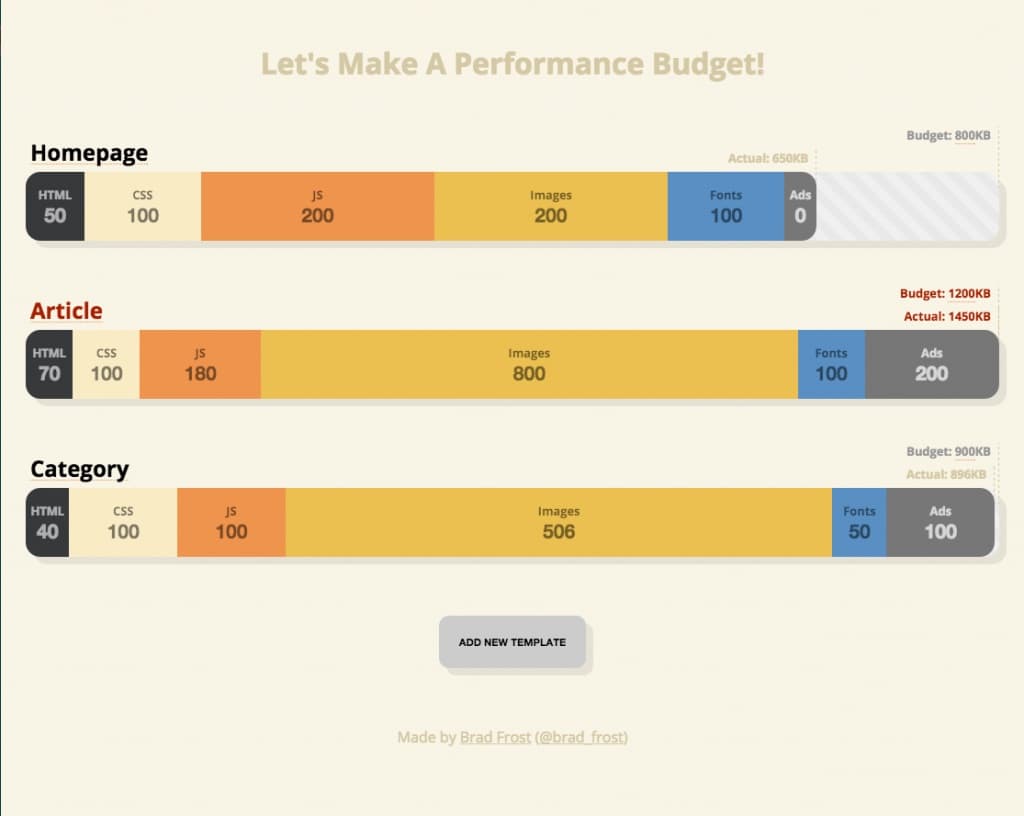 Let's Make A Performance Budget!
Budget: 800KB
Homepage
Actual: 650KB
HTML CSS JS Images Fonts Ads
50 100 200 200 100 0
Budget: 1200KB
Article
Actual: 1450KB
HTML CSS JS Images Fonts Ads
70 100 180 800 100 200
Budget: 900KB
Category
Actual: 896KB
HTML CSS JS Images Fonts Ads
40 100 100 506 50 100
ADD NEW TEMPLATE
Made by Brad Frost (@brad_frost)